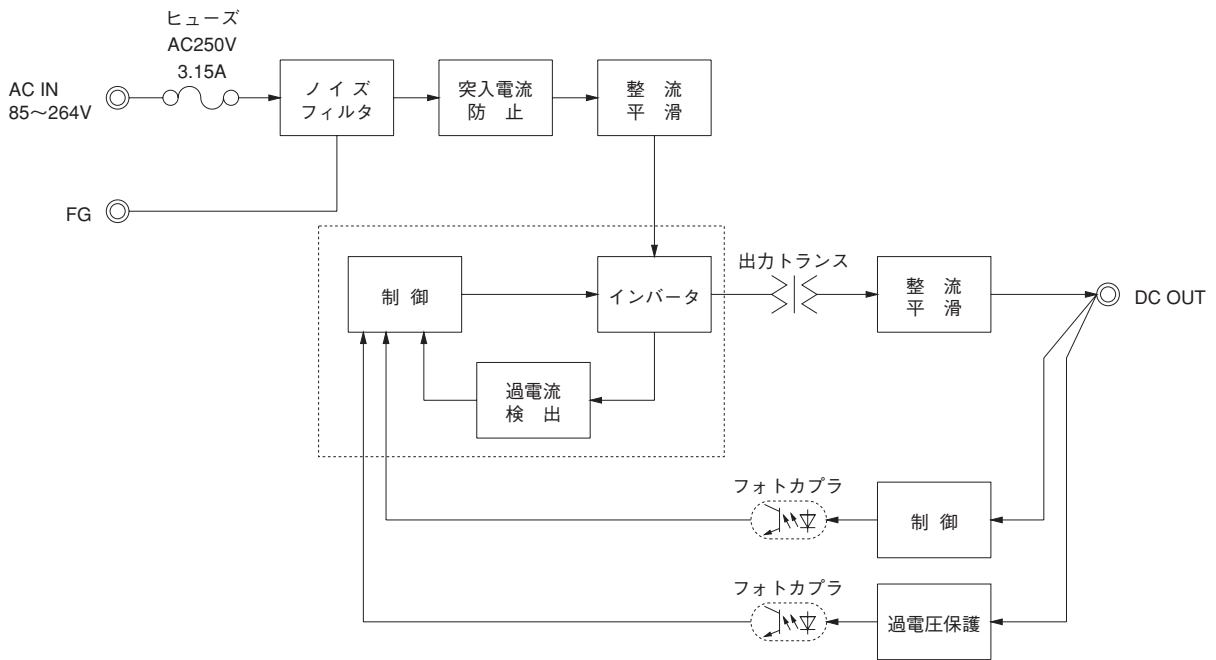 ヒューズ
AC250V
3.15A
AC IN
85〜264V
ノイズ
フィルタ
突入電流
防 止
整 流
平 滑
FG
制 御
インバータ
出力トランス
整 流
平 滑
DC OUT
過電流
検 出
フォトカプラ
制 御
フォトカプラ
過電圧保護